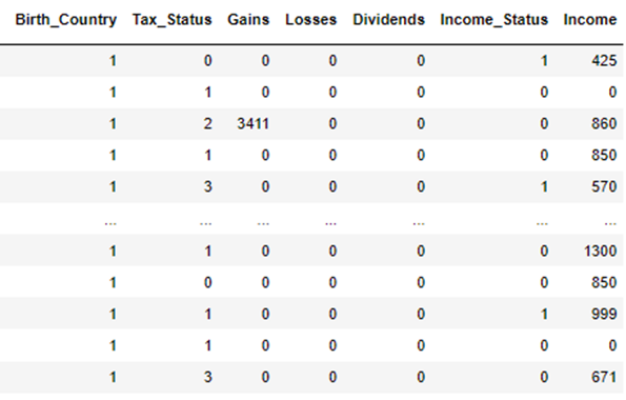 Birth_Country Tax_Status Gains Losses Dividends Income_Status Income
1 0 0 0 0 1 425
1 1 0 0 0 0 0
1 2 3411 0 0 0 860
1 1 0 0 0 0 850
1 3 0 0 0 1 570
... ... ... ... ... ... ...
1 1 0 0 0 0 1300
1 0 0 0 0 0 850
1 1 0 0 0 1 999
1 1 0 0 0 0 0
1 3 0 0 0 0 671